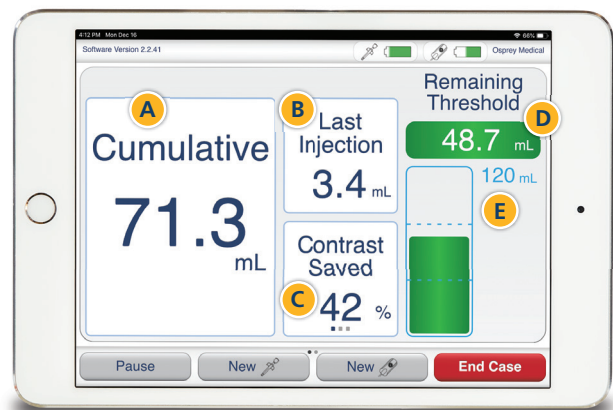 4:12 PM Mon Dec 16
66%
Software Version 2.2.41
Osprey Medical
A
Cumulative
71.3
mL
B
Last
Injection
3.4 mL
C
Contrast
Saved
42 %
Remaining
Threshold
D
48.7 mL
120 mL
E
Pause
New
New
End Case